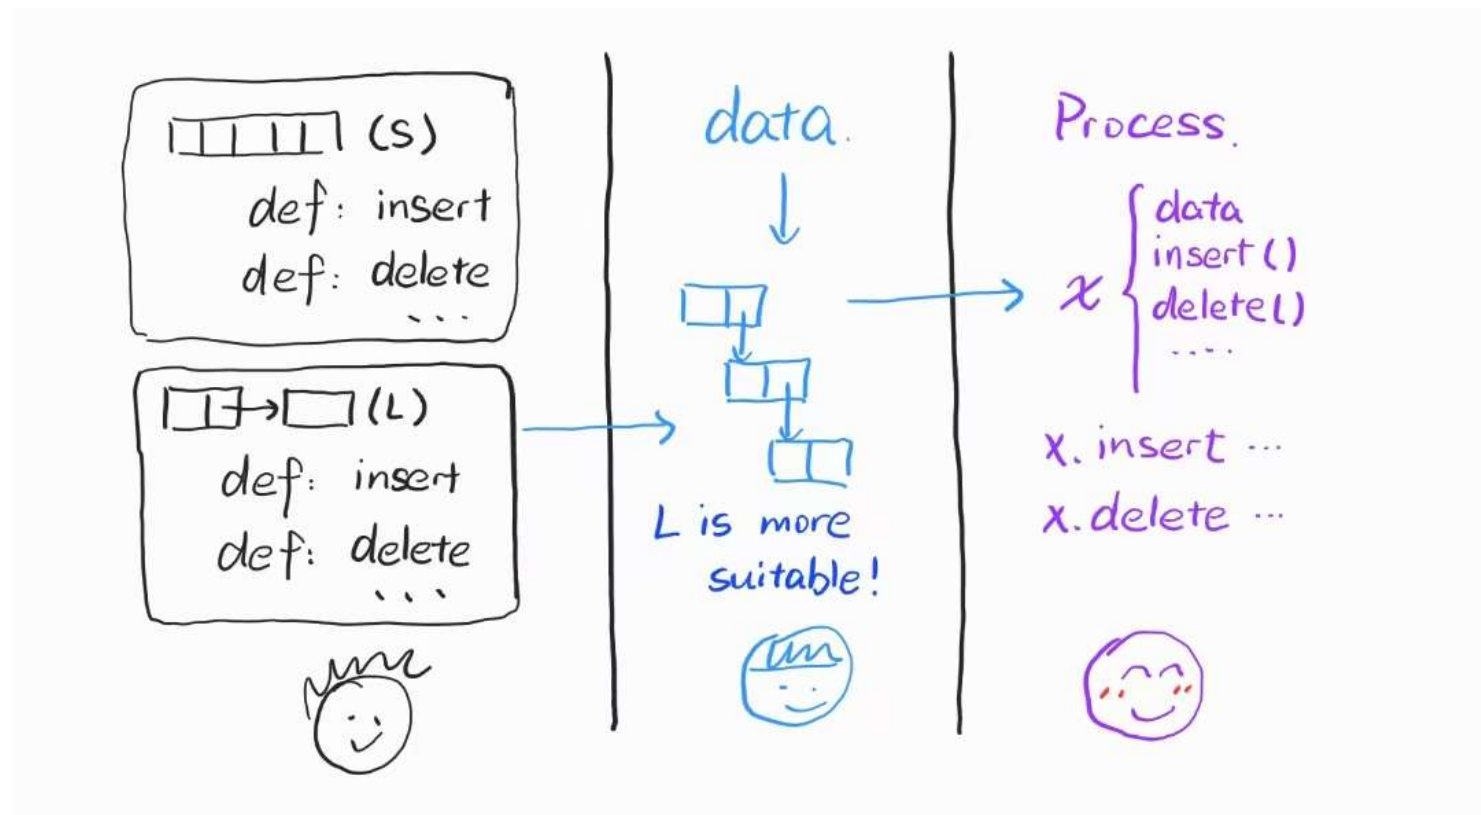 (S)
def: insert
def: delete
...
(L)
def: insert
def: delete
...
data.
L is more
suitable!
Process.
x { data
insert()
delete()
....
x. insert ...
x. delete ...